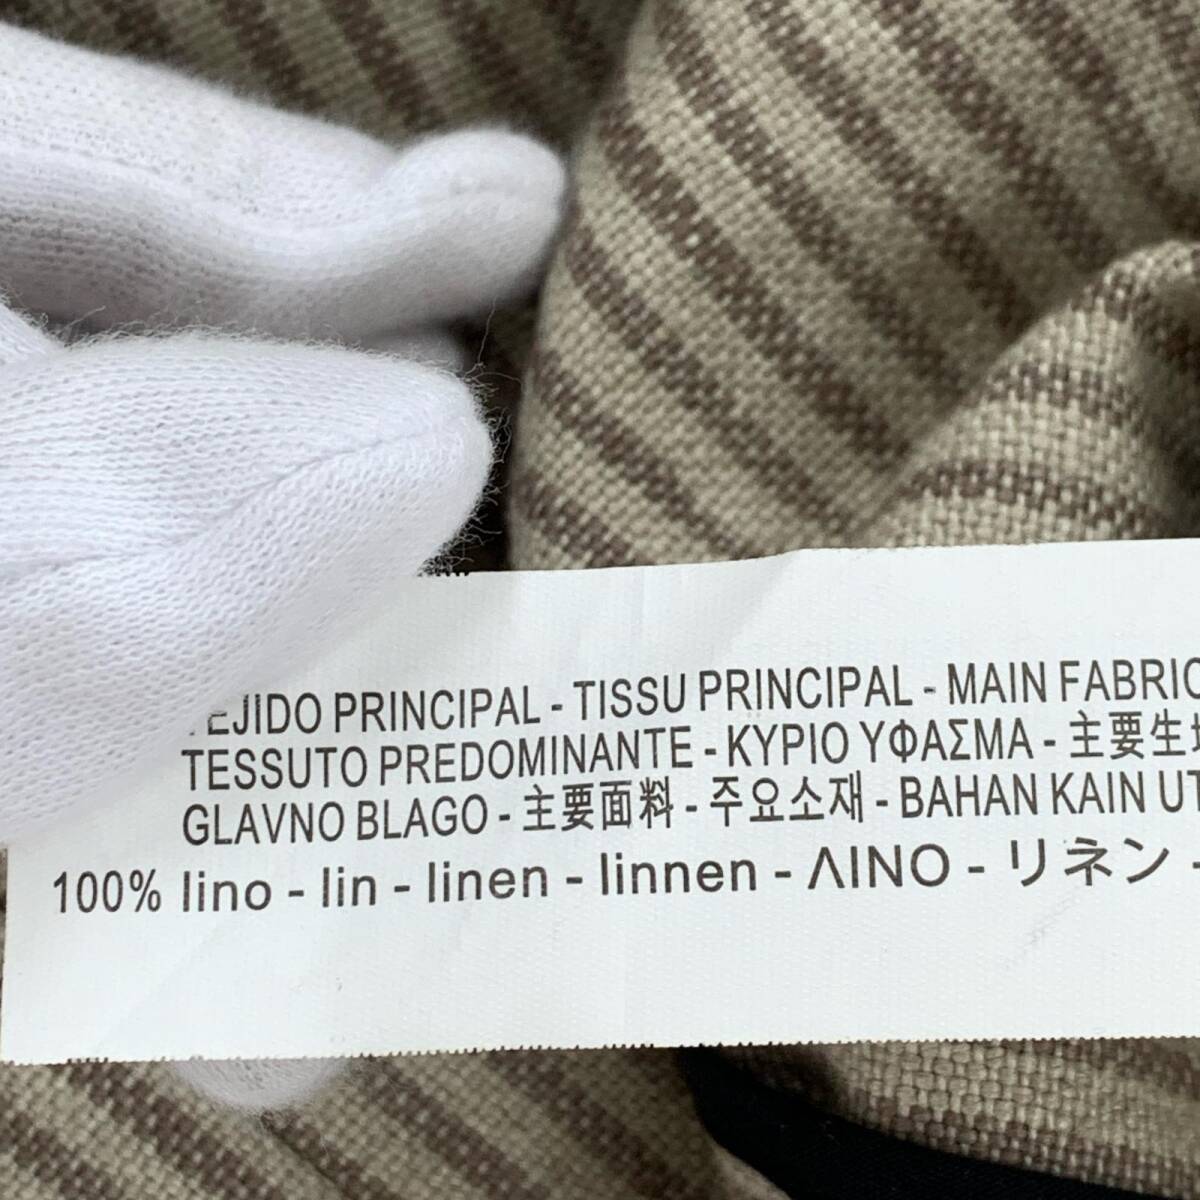 TEJIDO PRINCIPAL - TISSU PRINCIPAL - MAIN FABRIC
TESSUTO PREDOMINANTE - ΚΥΡΙΟ ΥΦΑΣΜΑ - 主要生地
GLAVNO BLAGO - 主要面料 - 주요소재 - BAHAN KAIN UT
100% lino - lin - linen - linnen - ΛΙΝΟ - リネン -